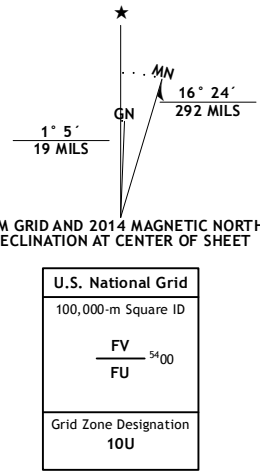 ★
MN
GN
1° 5´
19 MILS
16° 24´
292 MILS
M GRID AND 2014 MAGNETIC NORTH
ECLINATION AT CENTER OF SHEET
U.S. National Grid
100,000-m Square ID
FV
5400
FU
Grid Zone Designation
10U